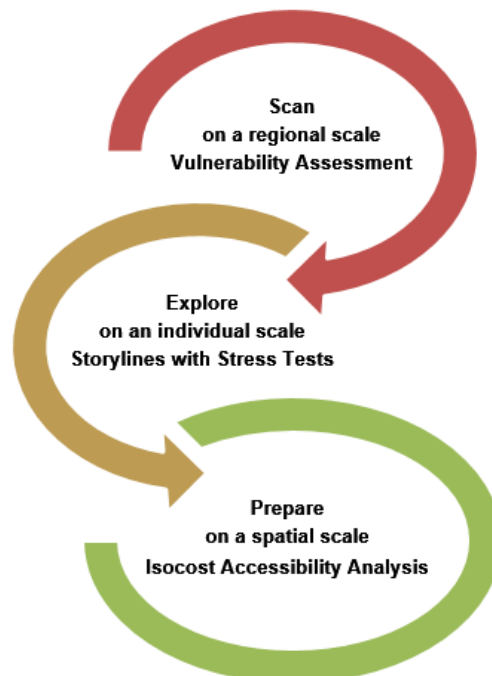 Scan
on a regional scale
Vulnerability Assessment
Explore
on an individual scale
Storylines with Stress Tests
Prepare
on a spatial scale
Isocost Accessibility Analysis